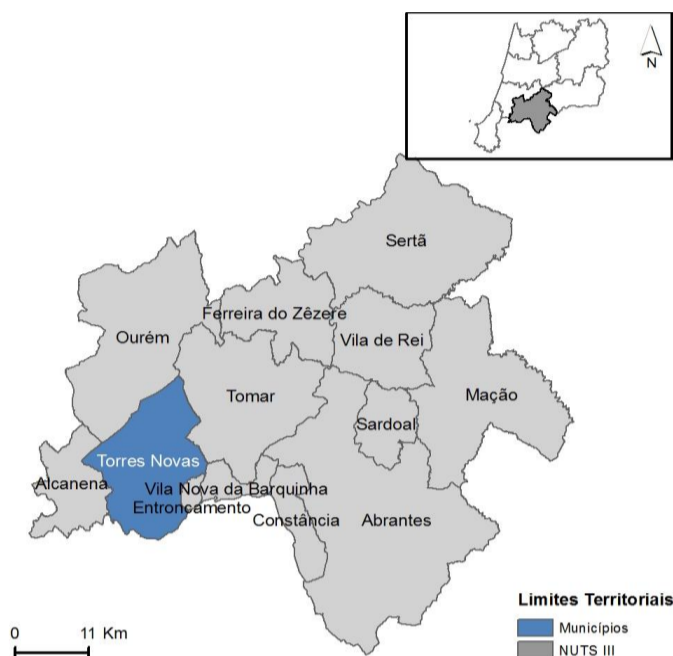 N
Sertã
Ferreira do Zêzere
Ourém
Vila de Rei
Tomar
Mação
Sardoal
Torres Novas
Alcanena
Vila Nova da Barquinha
Entroncamento
Constância
Abrantes
Limites Territoriais
0 11 Km
Municípios
NUTS III